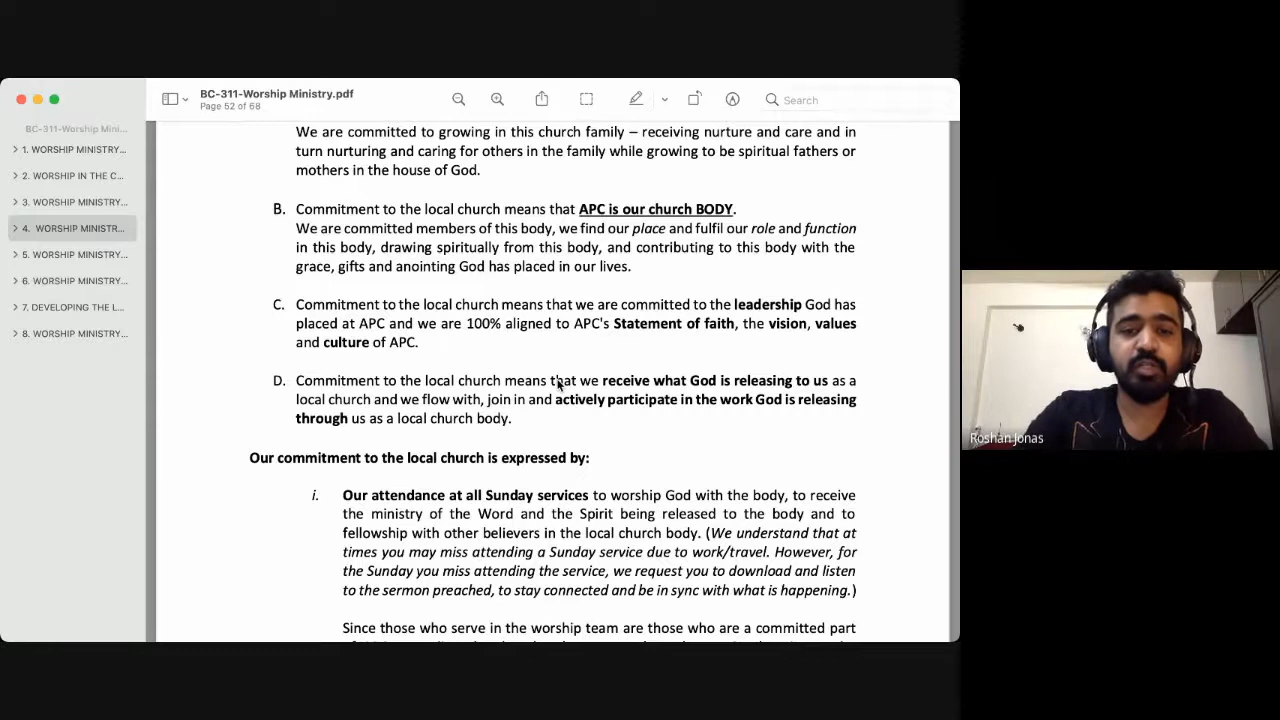 BC-311-Worship Ministry.pdf
Page 52 of 68
Search
BC-311-Worship Mini...
1. WORSHIP MINISTRY...
2. WORSHIP IN THE C...
3. WORSHIP MINISTRY...
4. WORSHIP MINISTR...
5. WORSHIP MINISTRY...
6. WORSHIP MINISTRY...
7. DEVELOPING THE L...
8. WORSHIP MINISTRY...
We are committed to growing in this church family – receiving nurture and care and in
turn nurturing and caring for others in the family while growing to be spiritual fathers or
mothers in the house of God.
B. Commitment to the local church means that APC is our church BODY.
We are committed members of this body, we find our place and fulfil our role and function
in this body, drawing spiritually from this body, and contributing to this body with the
grace, gifts and anointing God has placed in our lives.
C. Commitment to the local church means that we are committed to the leadership God has
placed at APC and we are 100% aligned to APC's Statement of faith, the vision, values
and culture of APC.
D. Commitment to the local church means that we receive what God is releasing to us as a
local church and we flow with, join in and actively participate in the work God is releasing
through us as a local church body.
Our commitment to the local church is expressed by:
i. Our attendance at all Sunday services to worship God with the body, to receive
the ministry of the Word and the Spirit being released to the body and to
fellowship with other believers in the local church body. (We understand that at
times you may miss attending a Sunday service due to work/travel. However, for
the Sunday you miss attending the service, we request you to download and listen
to the sermon preached, to stay connected and be in sync with what is happening.)
Since those who serve in the worship team are those who are a committed part
Roshan Jonas